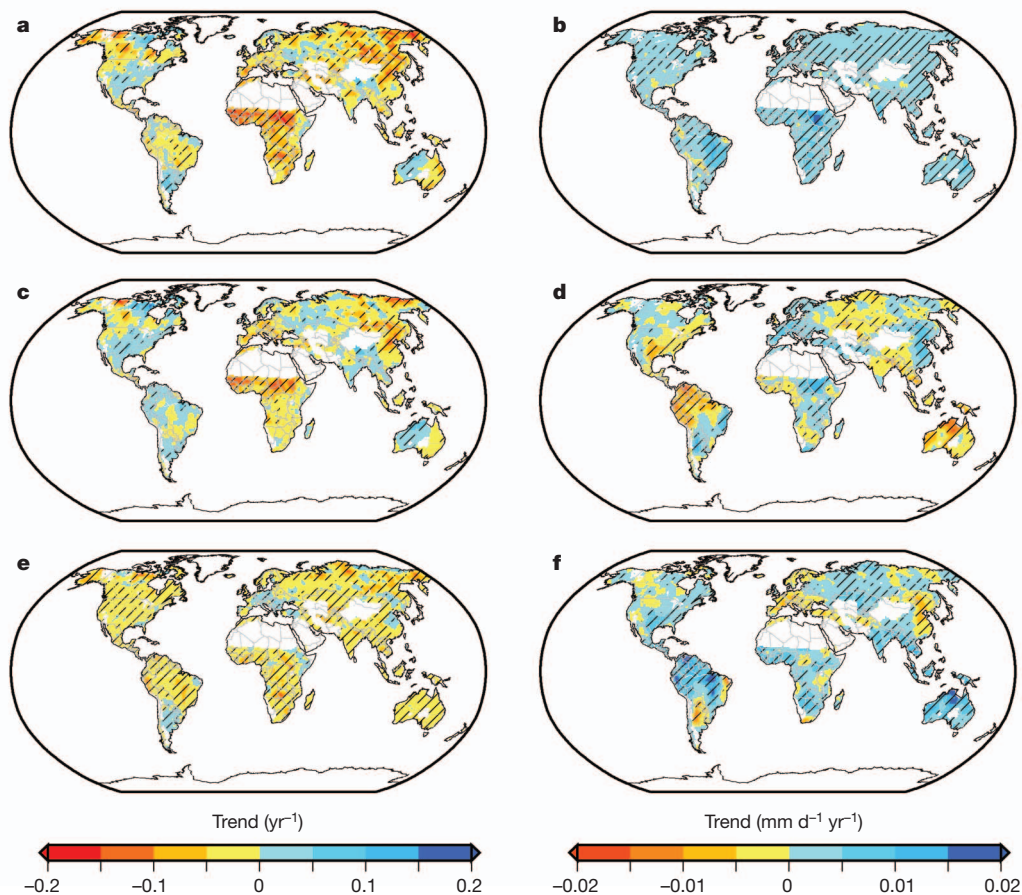 a b
c d
e f
Trend (yr⁻¹) Trend (mm d⁻¹ yr⁻¹)
–0.2 –0.1 0 0.1 0.2 –0.02 –0.01 0 0.01 0.02